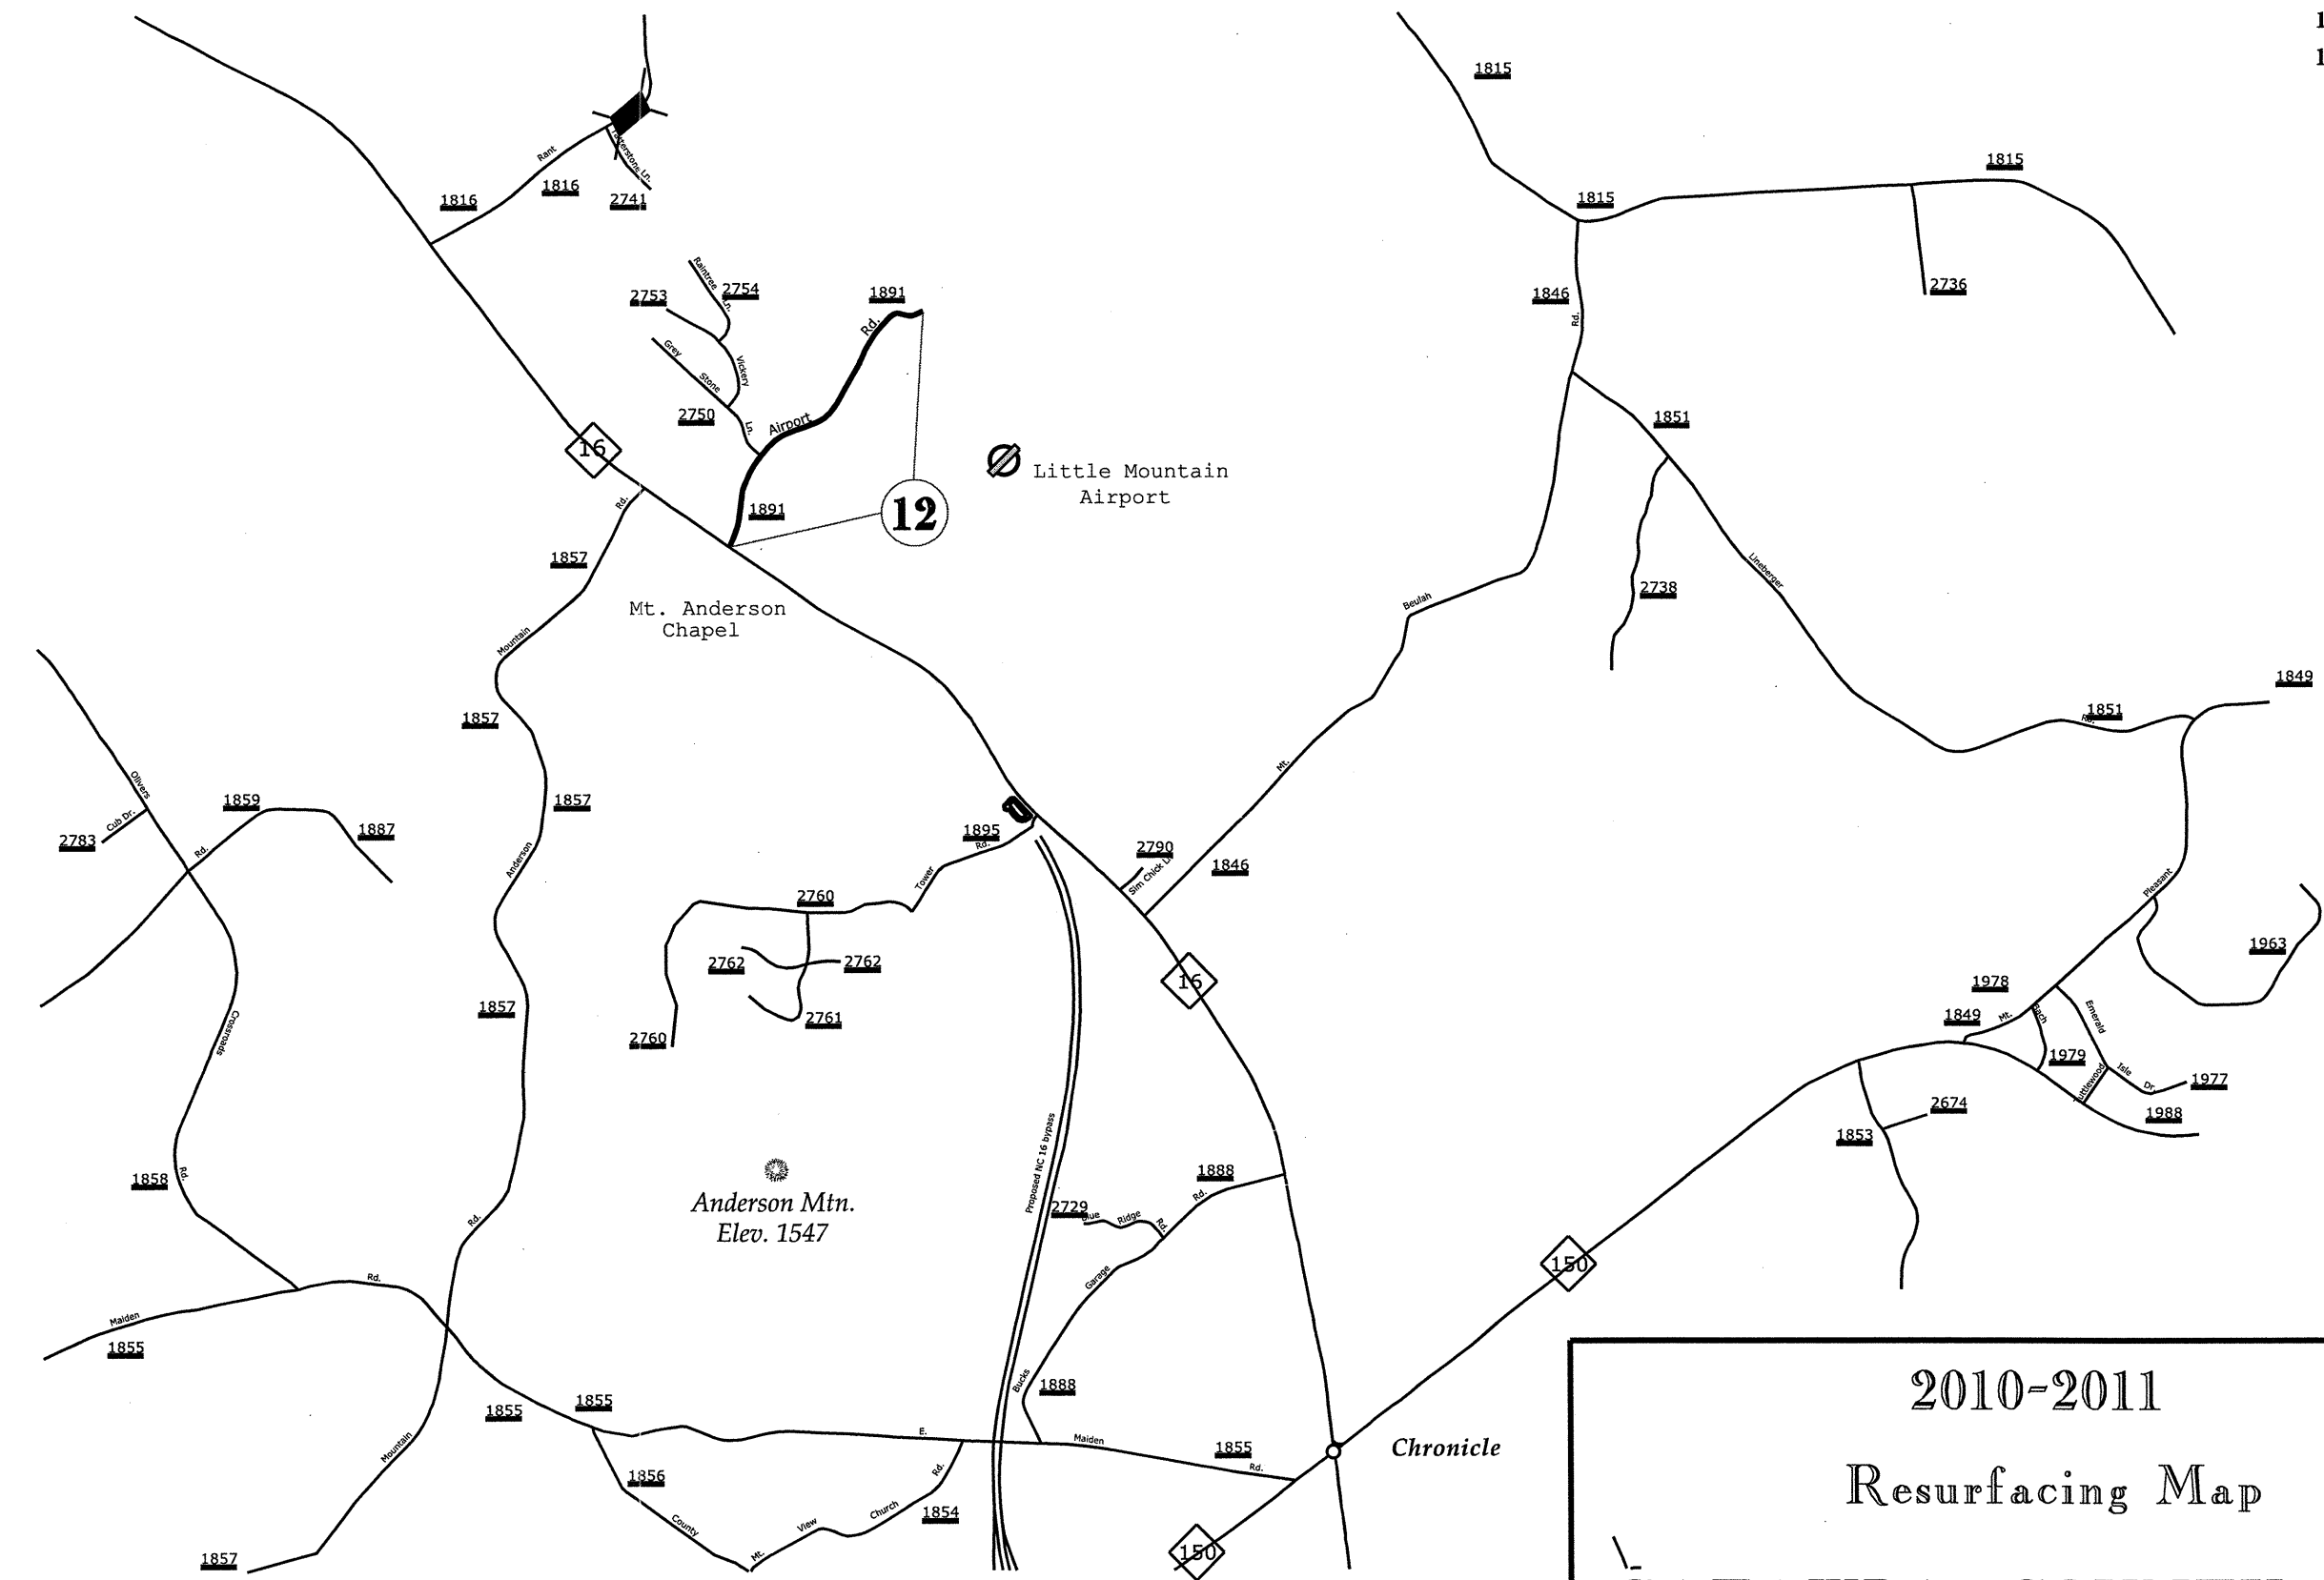 1
1
1815
1815
1815
Rant
1816
1816
2741
Ln.
Raintree
Ln.
2753
2754
1891
Rd.
2736
1846
Rd.
Grey
Stone
Vickery
2750
Ln.
Airport
1851
16
Little Mountain
Airport
Rd.
1891
12
1857
Lineberger
2738
Mt. Anderson
Chapel
Beulah
Mountain
1849
1857
1851
Rd.
Mt.
Olivers
Cub Dr.
2783
1859
1887
Rd.
1857
1895
Rd.
2790
Sim Chick Ln
1846
Anderson
Tower
2760
Pleasant
2762
2762
1963
16
1978
1857
2761
2760
Crossroads
1849
Mt.
Emerald
1979
Isle
Dr.
1977
2674
1988
1853
Proposed NC 16 bypass
1858
Rd.
Anderson Mtn.
Elev. 1547
1888
Rd.
2729
Blue
Ridge
Rd.
Rd.
150
Garage
Rd.
Maiden
1855
Bucks
1888
2010-2011
1855
1855
E.
Maiden
1855
Rd.
Chronicle
Mountain
1856
Rd.
Resurfacing Map
County
View
Church
1854
Mt.
1857
150